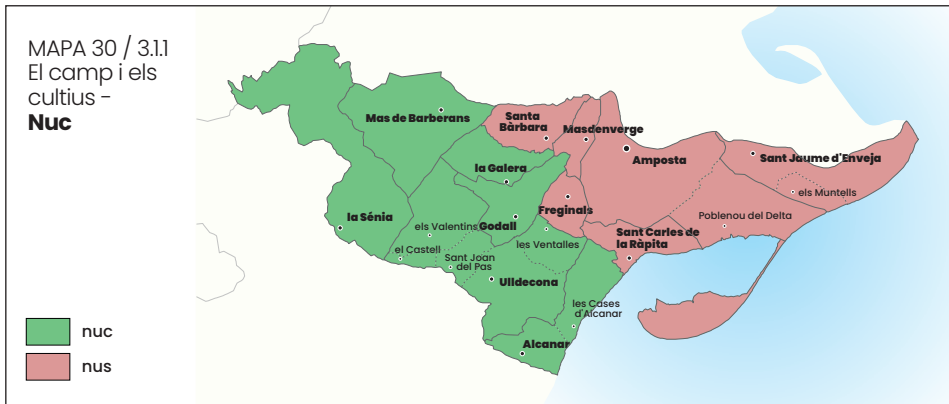 MAPA 30 / 3.1.1
El camp i els
cultius -
Nuc
Mas de Barberans
Santa
Bàrbara
Masdenverge
Amposta
Sant Jaume d'Enveja
els Muntells
la Galera
Freginals
Poblenou del Delta
la Sénia
els Valentins
Godall
les Ventalles
Sant Carles de
la Ràpita
el Castell
Sant Joan
del Pas
Ulldecona
les Cases
d'Alcanar
Alcanar
nuc
nus